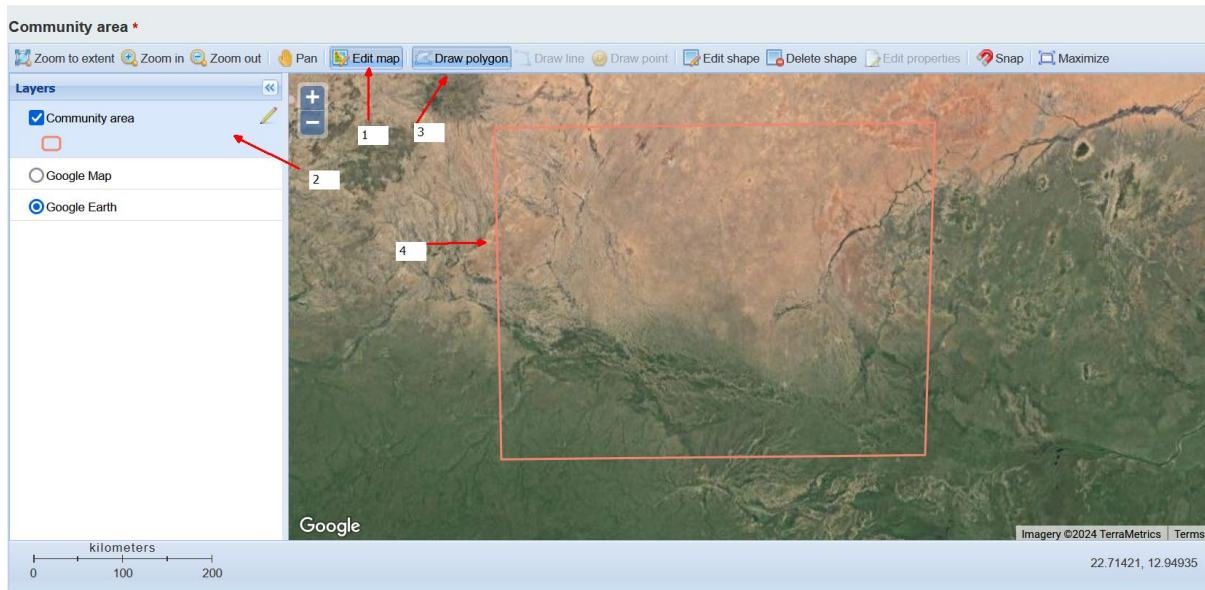 Community area *
Zoom to extent Zoom in Zoom out Pan Edit map Draw polygon Draw line Draw point Edit shape Delete shape Edit properties Snap Maximize
Layers
Community area
Google Map
Google Earth
+
−
1
3
2
4
Google
Imagery ©2024 TerraMetrics Terms
kilometers
0 100 200
22.71421, 12.94935